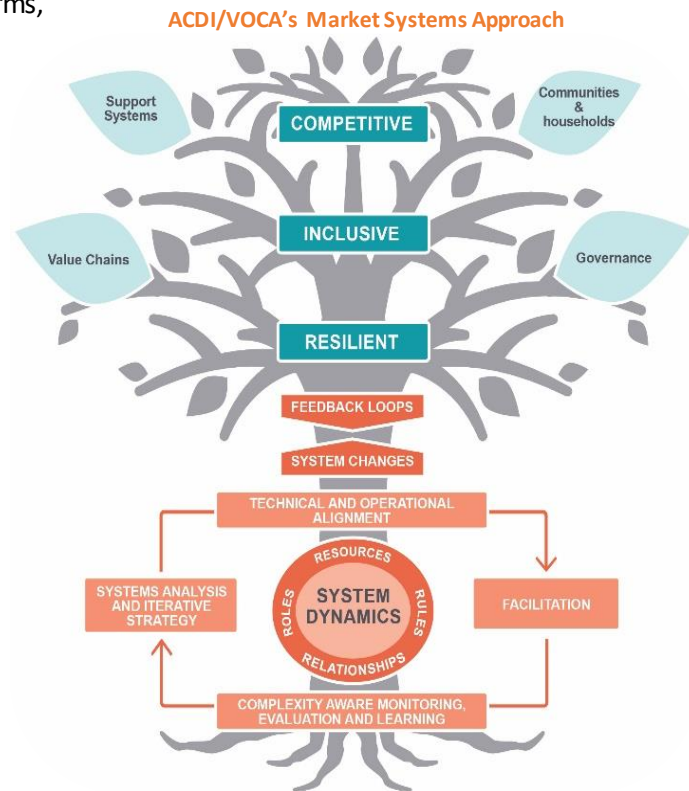 rms,
ACDI/VOCA's Market Systems Approach
Support
Systems
Communities
&
households
COMPETITIVE
INCLUSIVE
Value Chains
Governance
RESILIENT
FEEDBACK LOOPS
SYSTEM CHANGES
TECHNICAL AND OPERATIONAL
ALIGNMENT
RESOURCES
SYSTEMS ANALYSIS
AND ITERATIVE
STRATEGY
ROLES
SYSTEM
DYNAMICS
RULES
FACILITATION
RELATIONSHIPS
COMPLEXITY AWARE MONITORING,
EVALUATION AND LEARNING